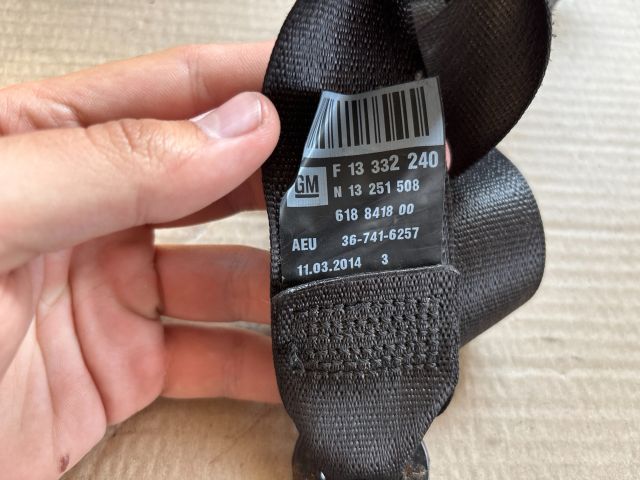 F 13 332 240
GM N 13 251 508
618 8418 00
AEU 36-741-6257
11.03.2014 3